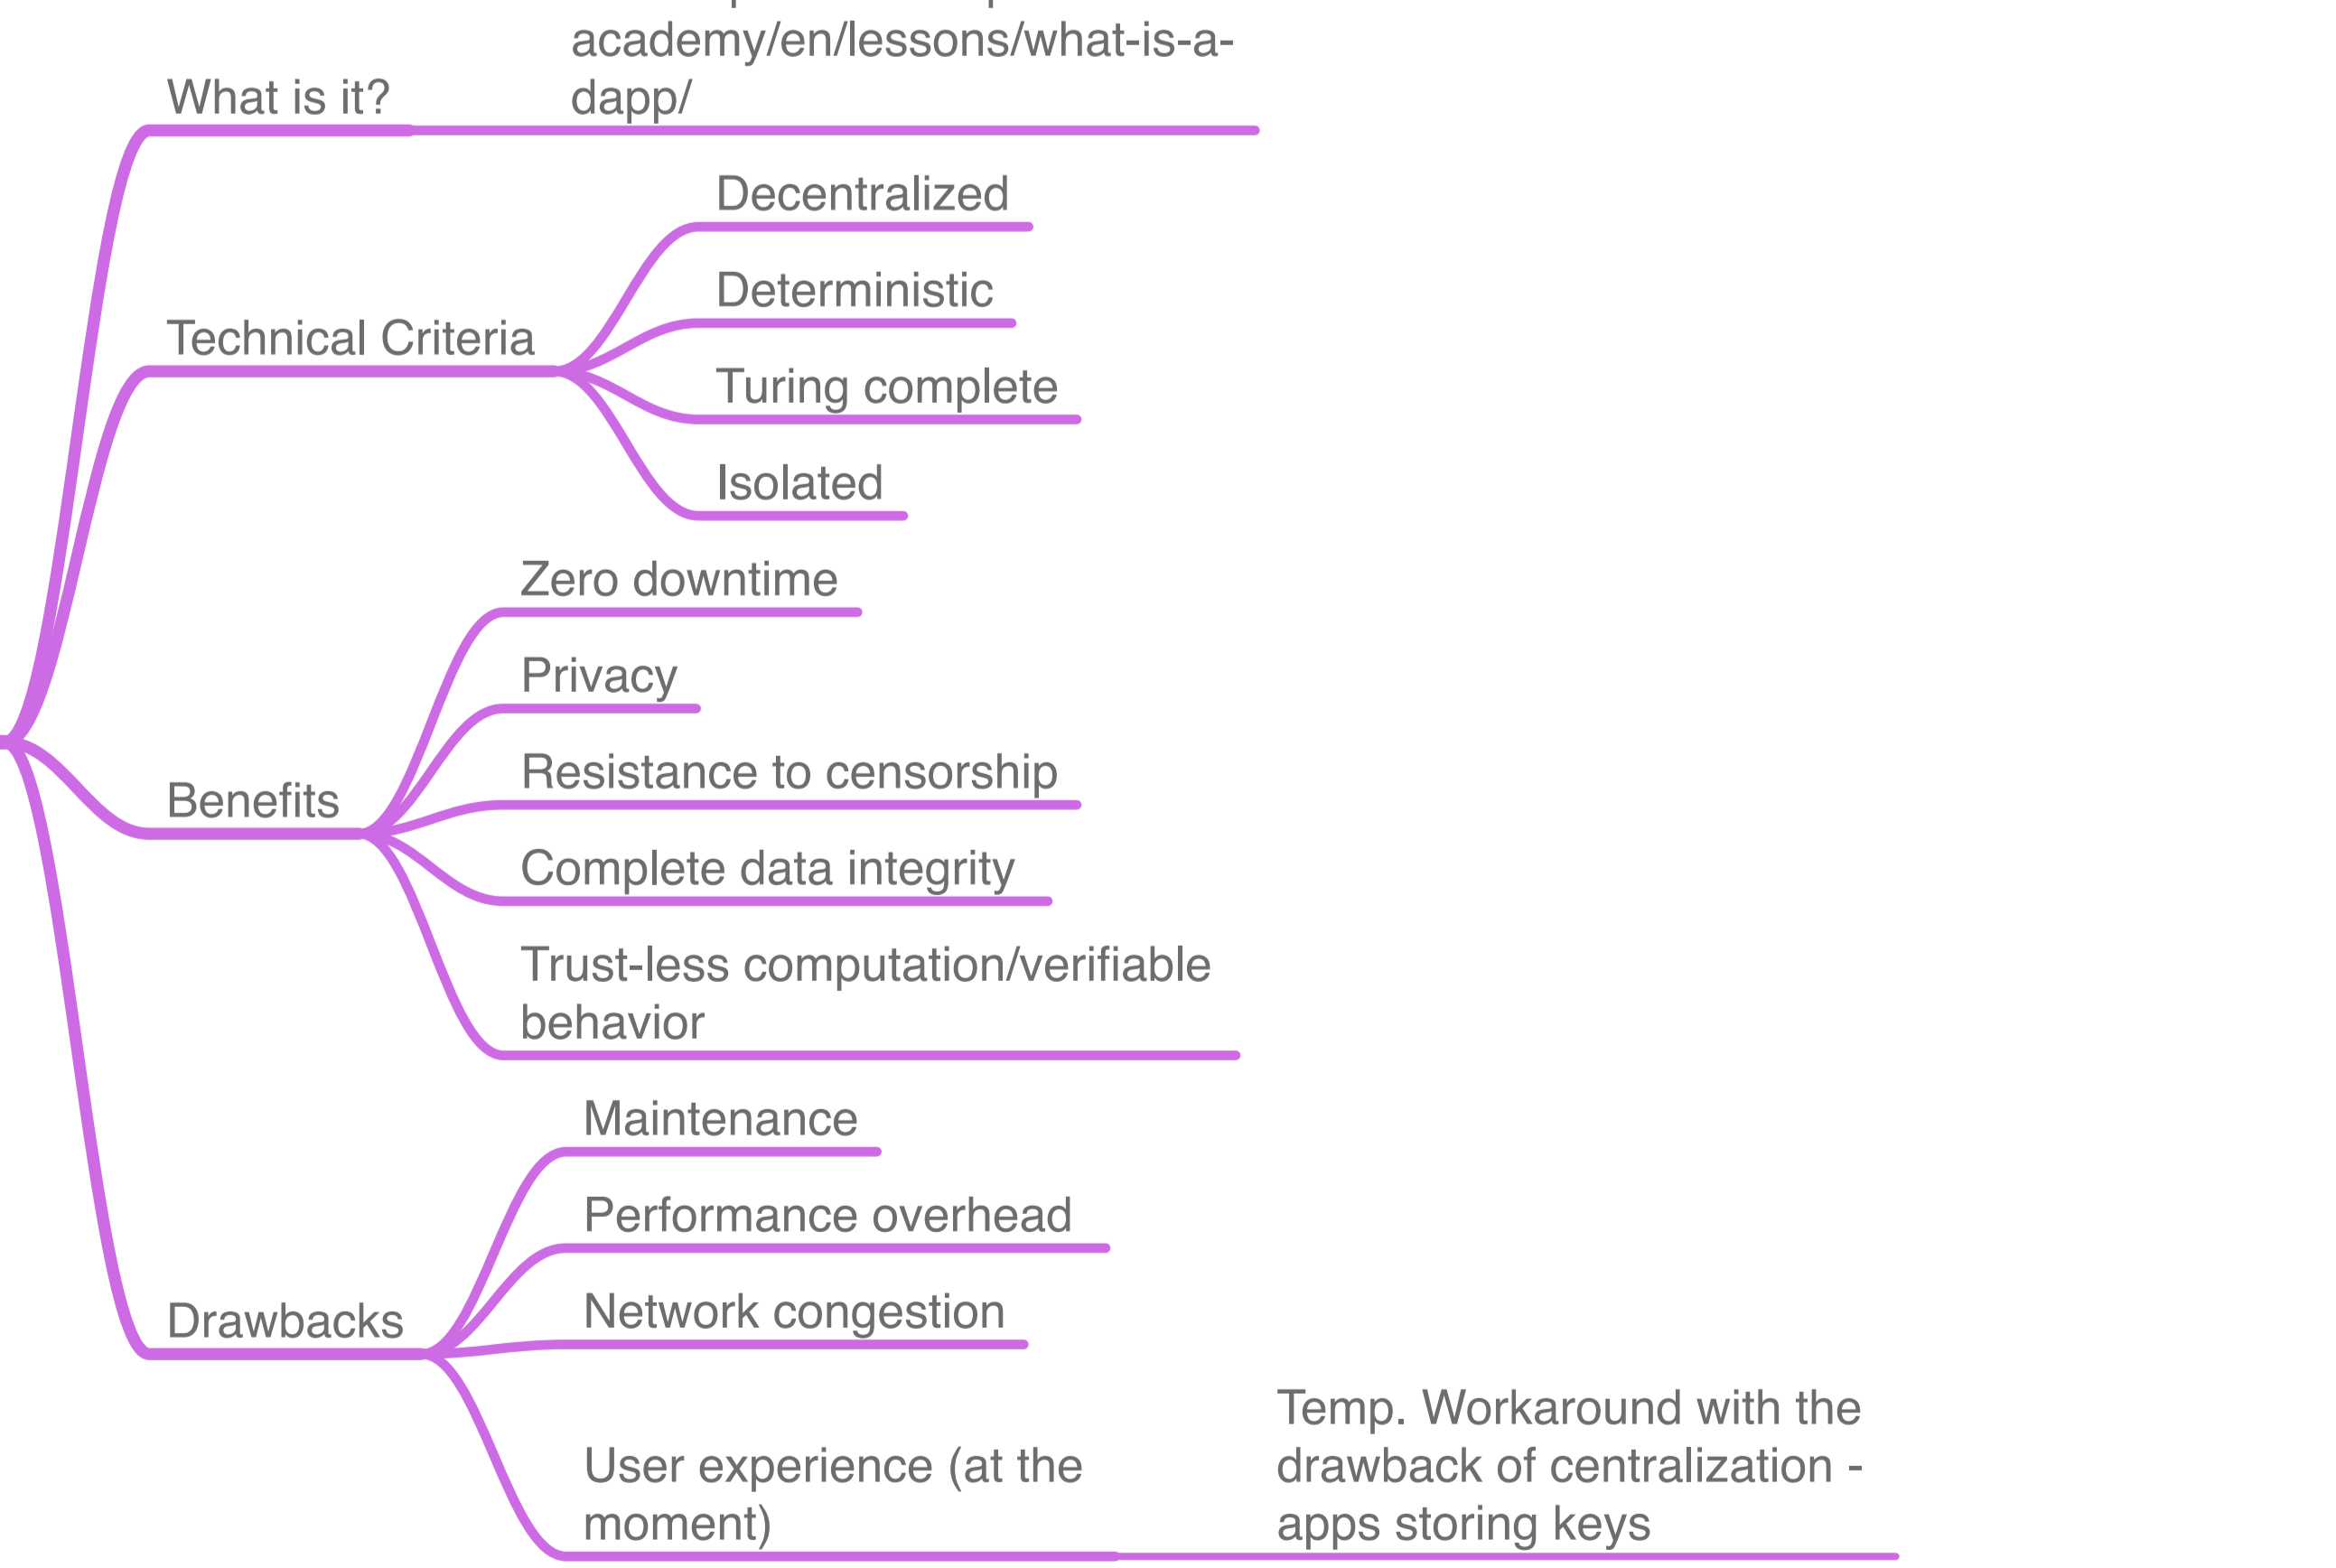 academy/en/lessons/what-is-a-
dapp/
What is it?
Decentralized
Deterministic
Technical Criteria
Turing complete
Isolated
Zero downtime
Privacy
Resistance to censorship
Benefits
Complete data integrity
Trust-less computation/verifiable
behavior
Maintenance
Performance overhead
Network congestion
Drawbacks
User experience (at the
moment)
Temp. Workaround with the
drawback of centralization -
apps storing keys